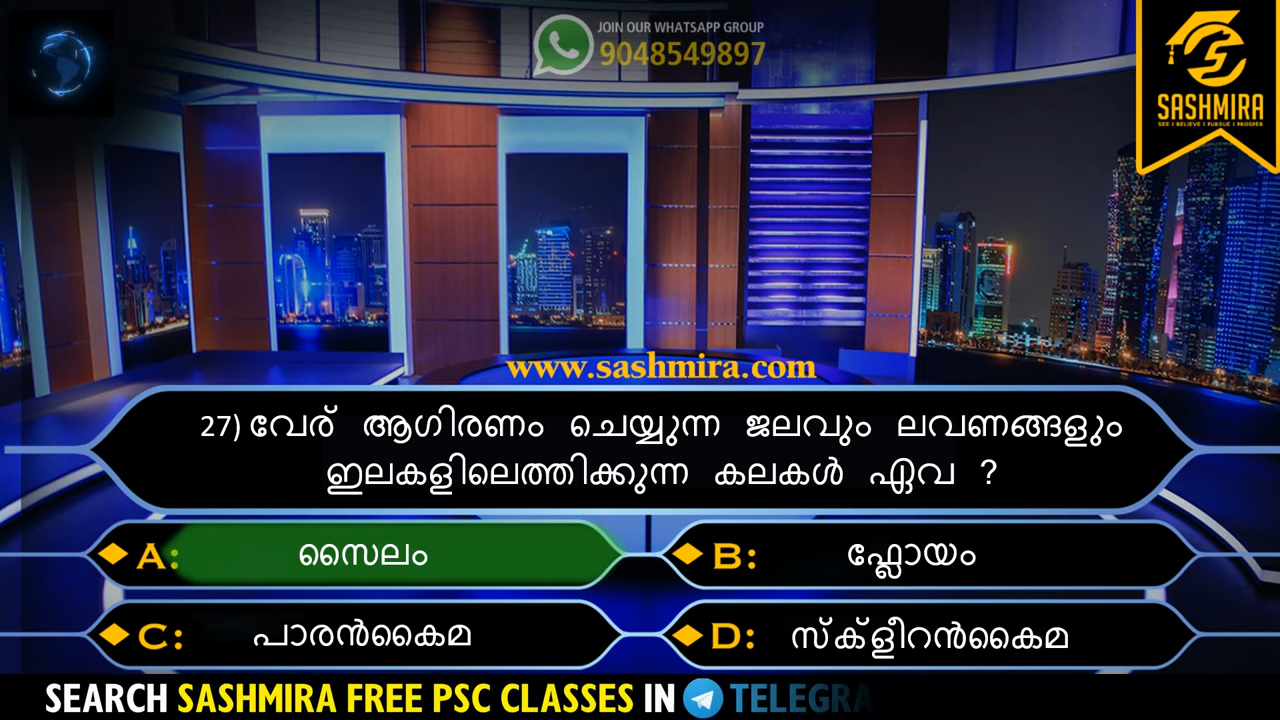 JOIN OUR WHATSAPP GROUP
9048549897
SASHMIRA
SEE I BELIEVE I PURSUE I PROSPER
www.sashmira.com
27) വേര് ആഗിരണം ചെയ്യുന്ന ജലവും ലവണങ്ങളും
ഇലകളിലെത്തിക്കുന്ന കലകൾ ഏവ ?
A: സൈലം
B: ഫ്ലോയം
C: പാരൻകൈമ
D: സ്ക്ളീറൻകൈമ
SEARCH SASHMIRA FREE PSC CLASSES IN TELEGRA